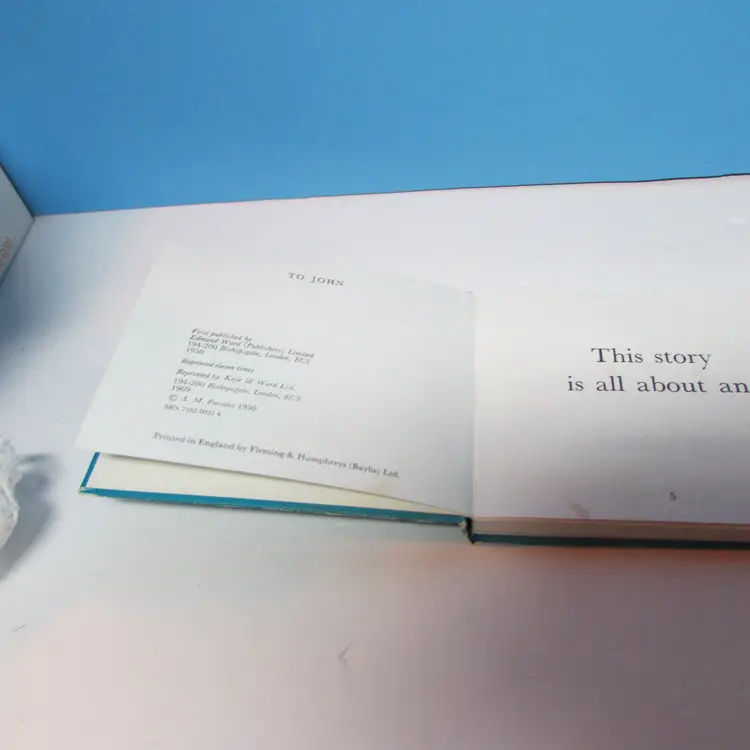 TO JOHN
First published by
Edmund Ward (Publishers) Limited
194-200 Bishopsgate, London, EC2
1950
Reprinted eleven times
Reprinted by Kaye & Ward Ltd.
194-200 Bishopsgate, London, EC2
1969
© A. M. Parsons 1950
Printed in England by Fleming & Humphreys (Baylis) Ltd.
This story
is all about an
5